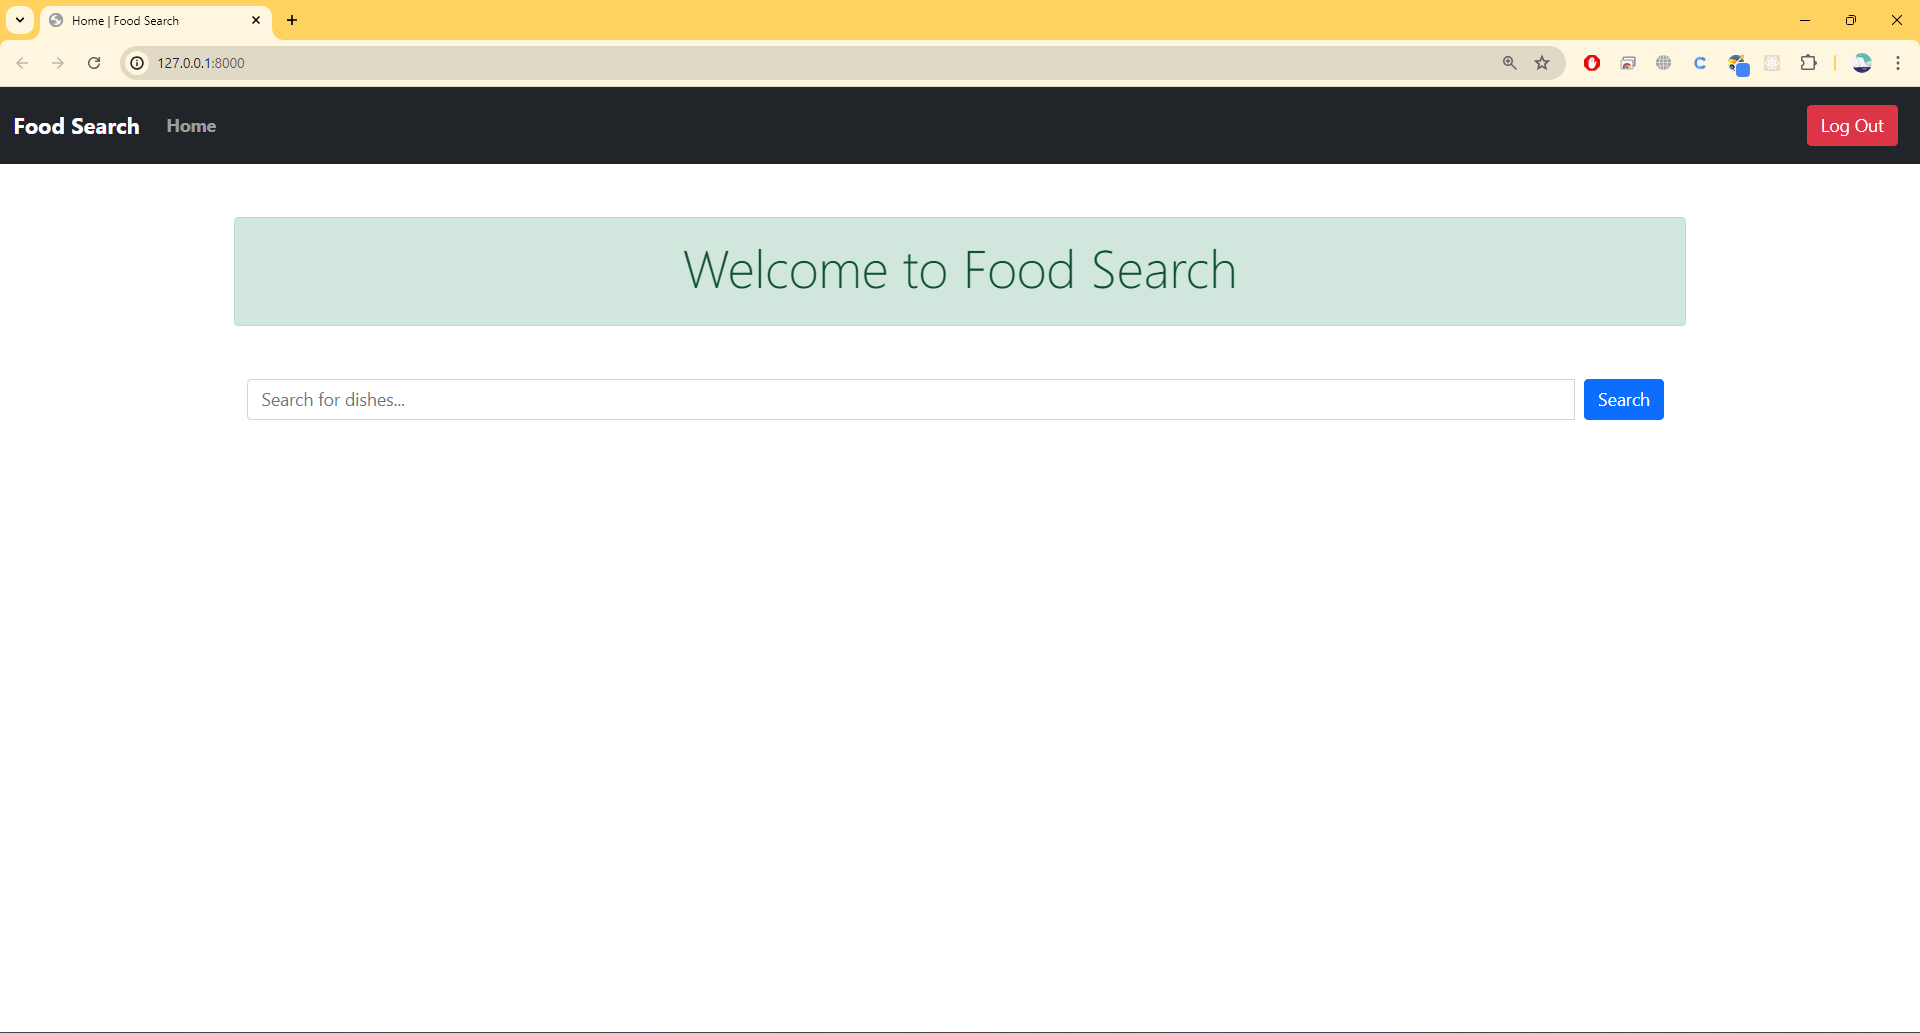 Home | Food Search
127.0.0.1:8000
Food Search Home Log Out
Welcome to Food Search
Search for dishes... Search